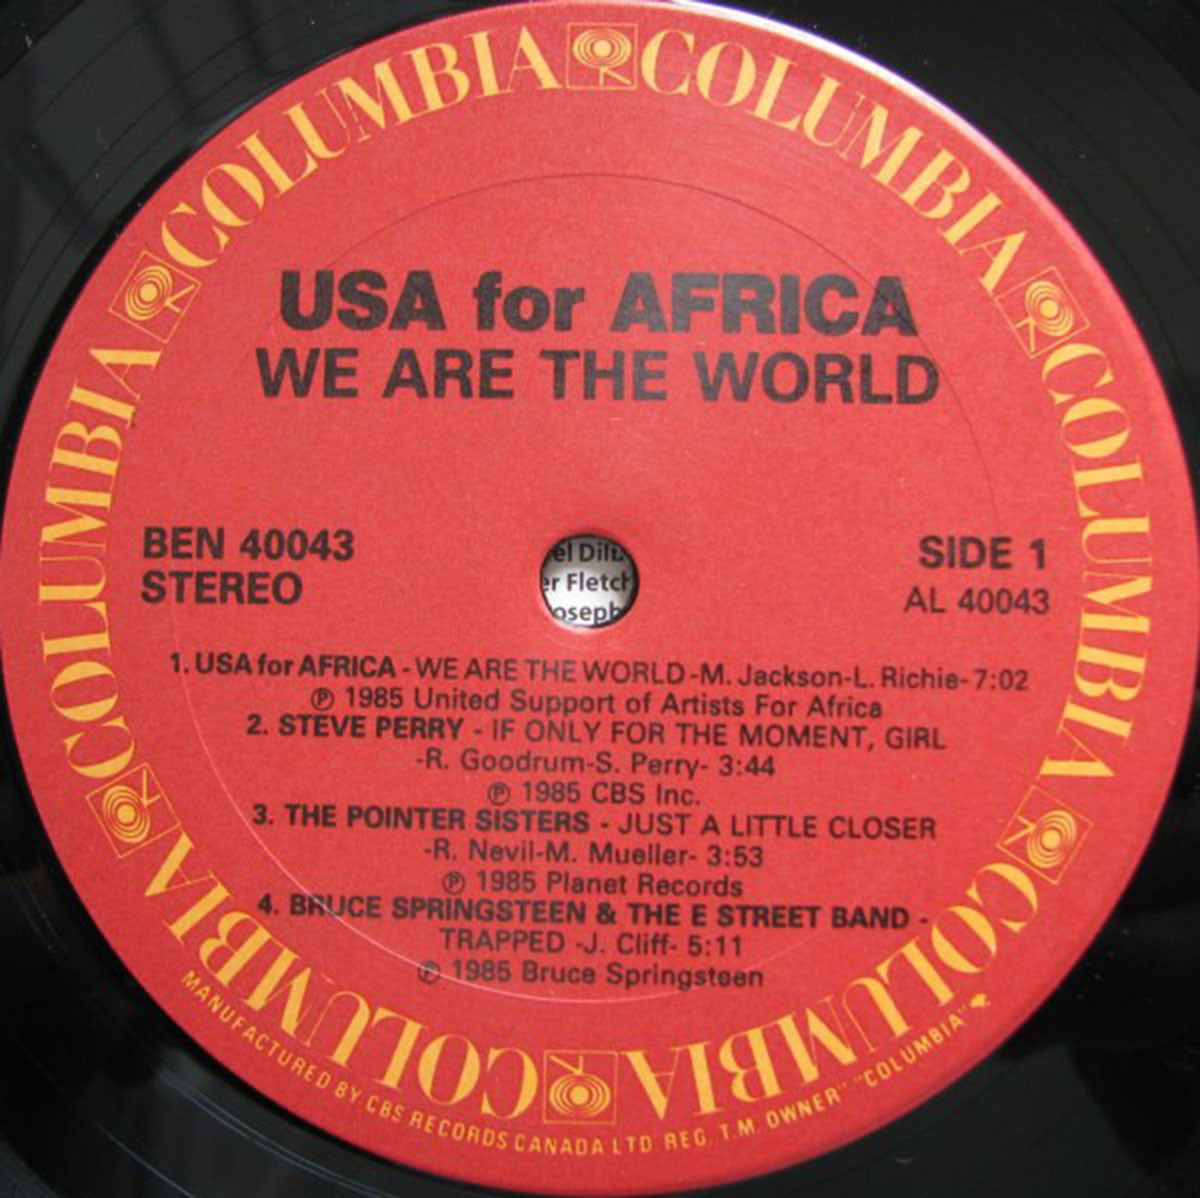 COLUMBIA COLUMBIA COLUMBIA COLUMBIA COLUMBIA COLUMBIA
USA for AFRICA
WE ARE THE WORLD
BEN 40043
STEREO
SIDE 1
AL 40043
er Fletch
oseph
1. USA for AFRICA - WE ARE THE WORLD -M. Jackson-L. Richie- 7:02
℗ 1985 United Support of Artists For Africa
2. STEVE PERRY - IF ONLY FOR THE MOMENT, GIRL
-R. Goodrum-S. Perry- 3:44
℗ 1985 CBS Inc.
3. THE POINTER SISTERS - JUST A LITTLE CLOSER
-R. Nevil-M. Mueller- 3:53
℗ 1985 Planet Records
4. BRUCE SPRINGSTEEN & THE E STREET BAND -
TRAPPED -J. Cliff- 5:11
℗ 1985 Bruce Springsteen
MANUFACTURED BY CBS RECORDS CANADA LTD REG. T.M. OWNER" "COLUMBIA"